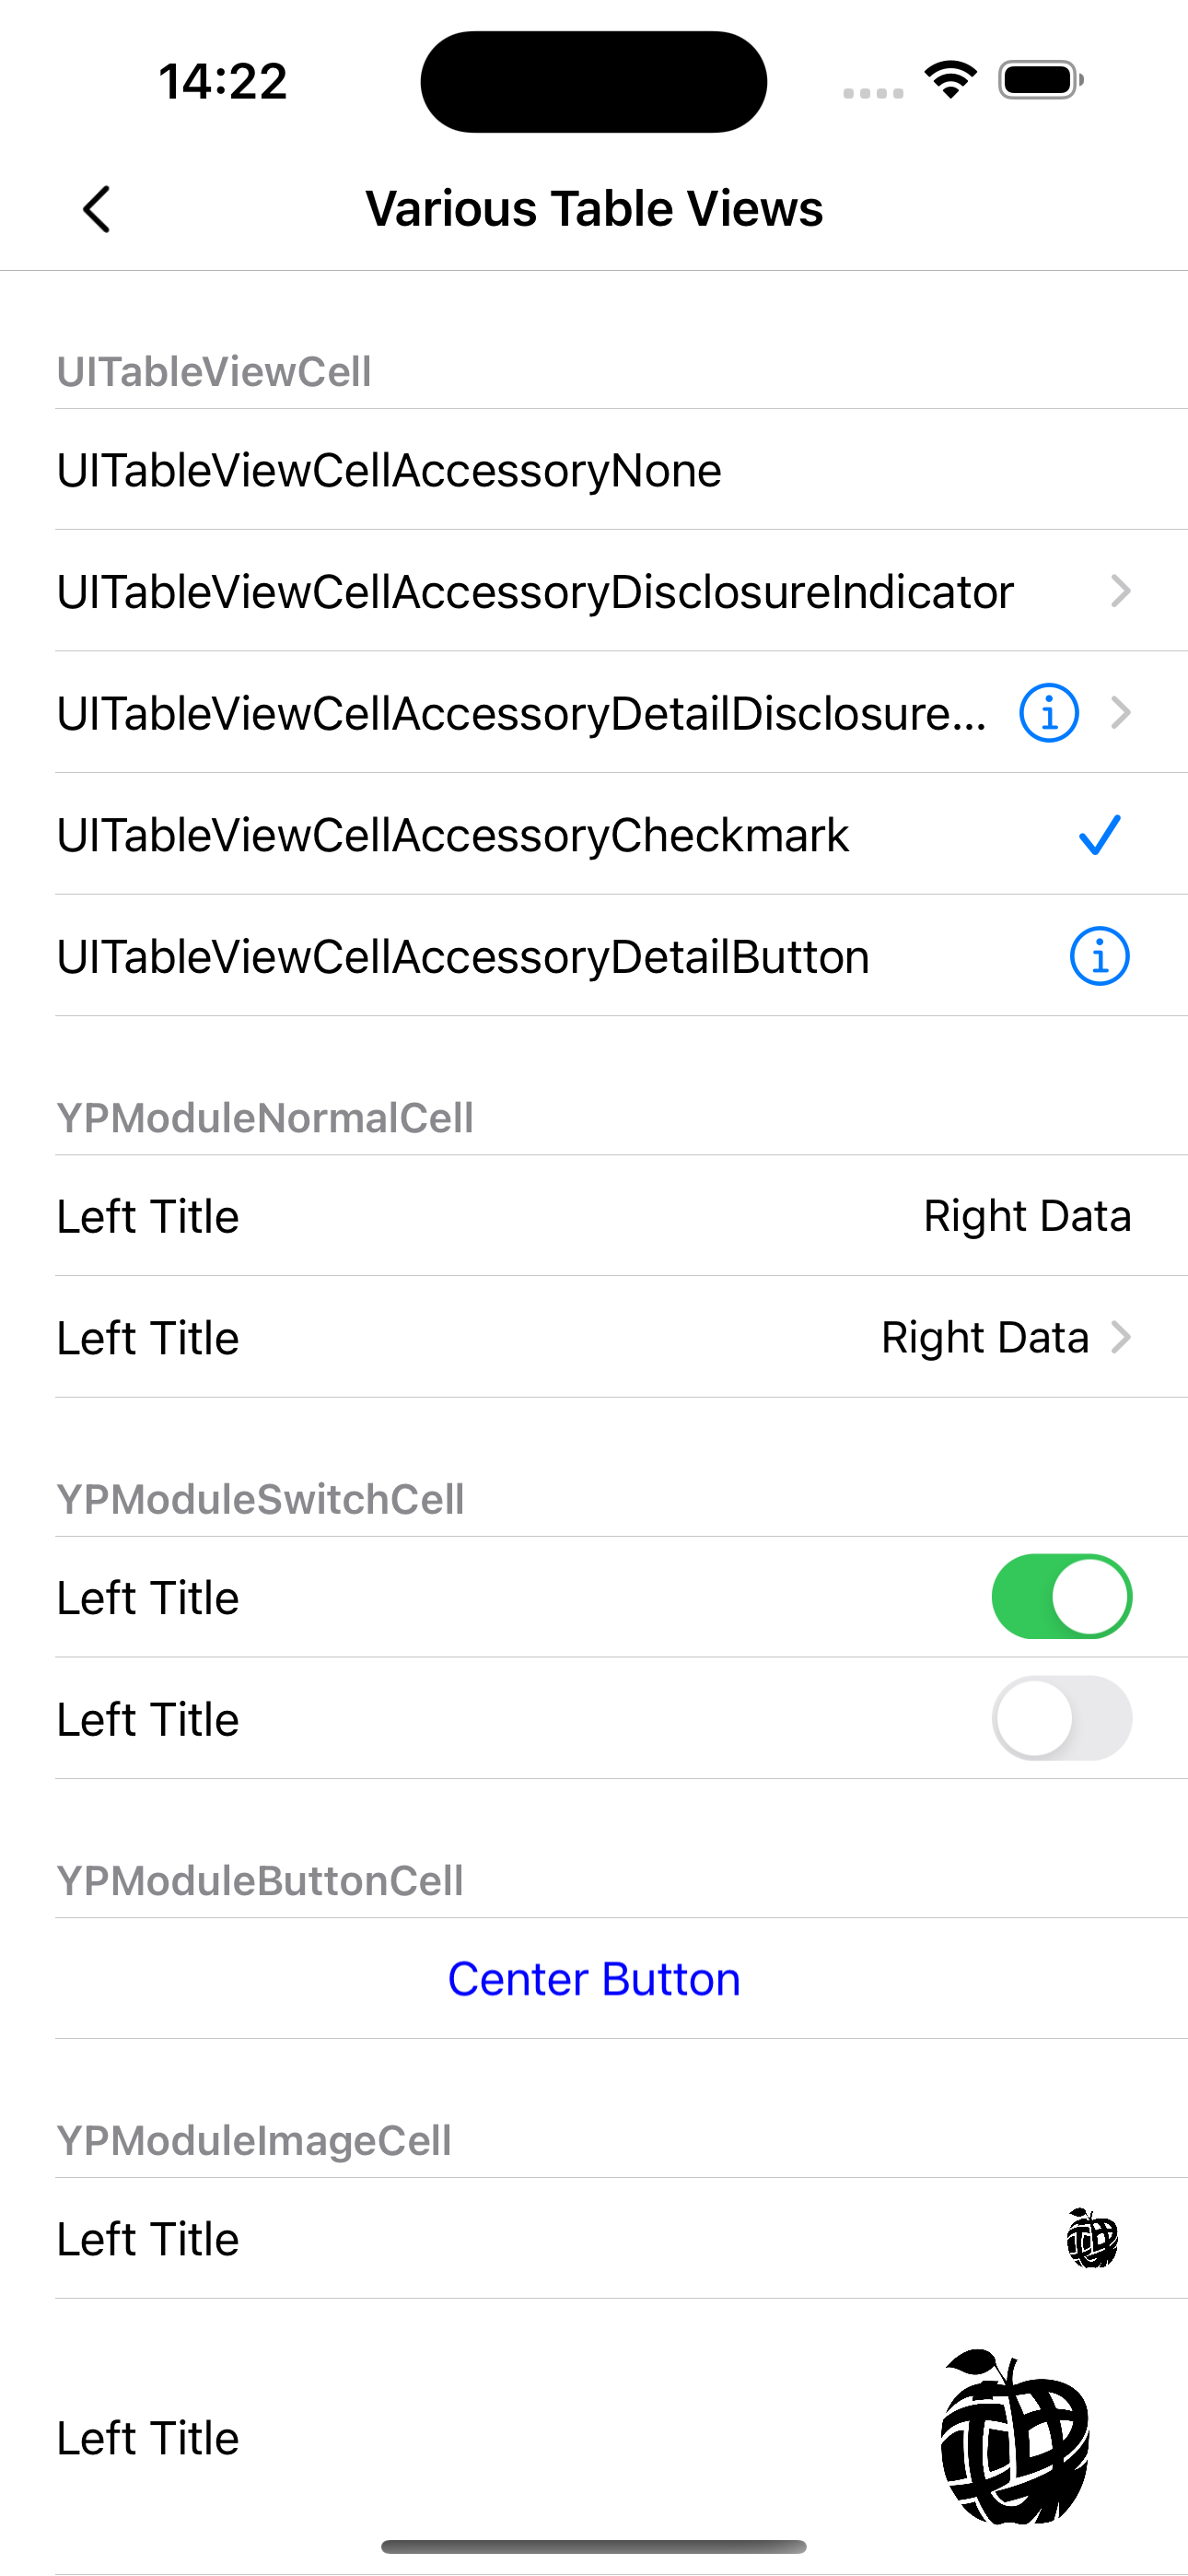 14:22
Various Table Views
UITableViewCell
UITableViewCellAccessoryNone
UITableViewCellAccessoryDisclosureIndicator
UITableViewCellAccessoryDetailDisclosure...
UITableViewCellAccessoryCheckmark
UITableViewCellAccessoryDetailButton
YPModuleNormalCell
Left Title Right Data
Left Title Right Data
YPModuleSwitchCell
Left Title
Left Title
YPModuleButtonCell
Center Button
YPModuleImageCell
Left Title
Left Title